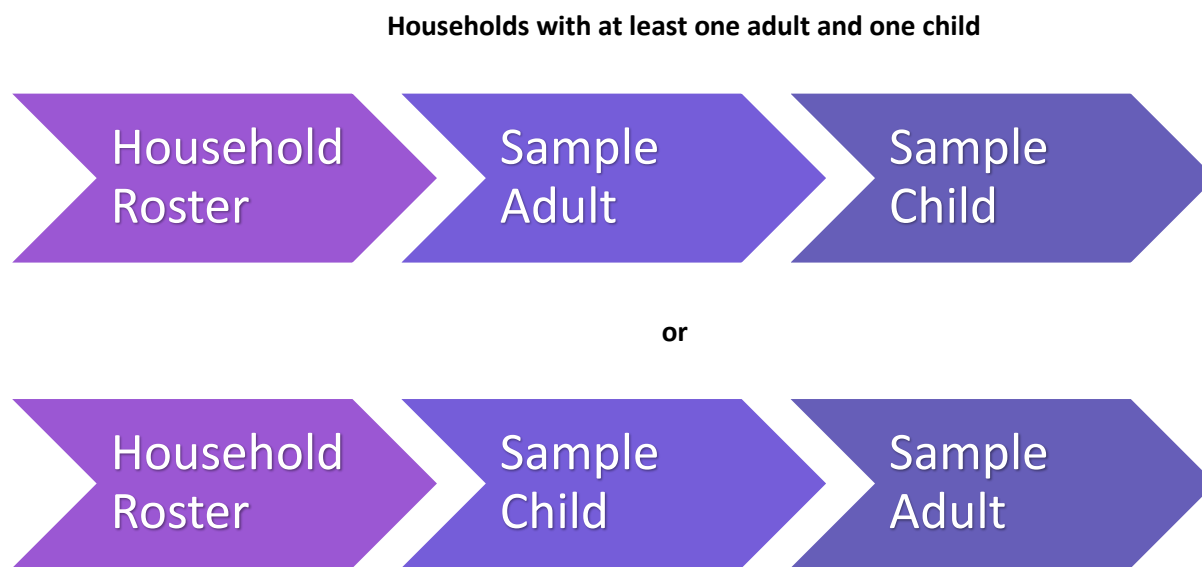 Households with at least one adult and one child
Household
Roster
Sample
Adult
Sample
Child
or
Household
Roster
Sample
Child
Sample
Adult